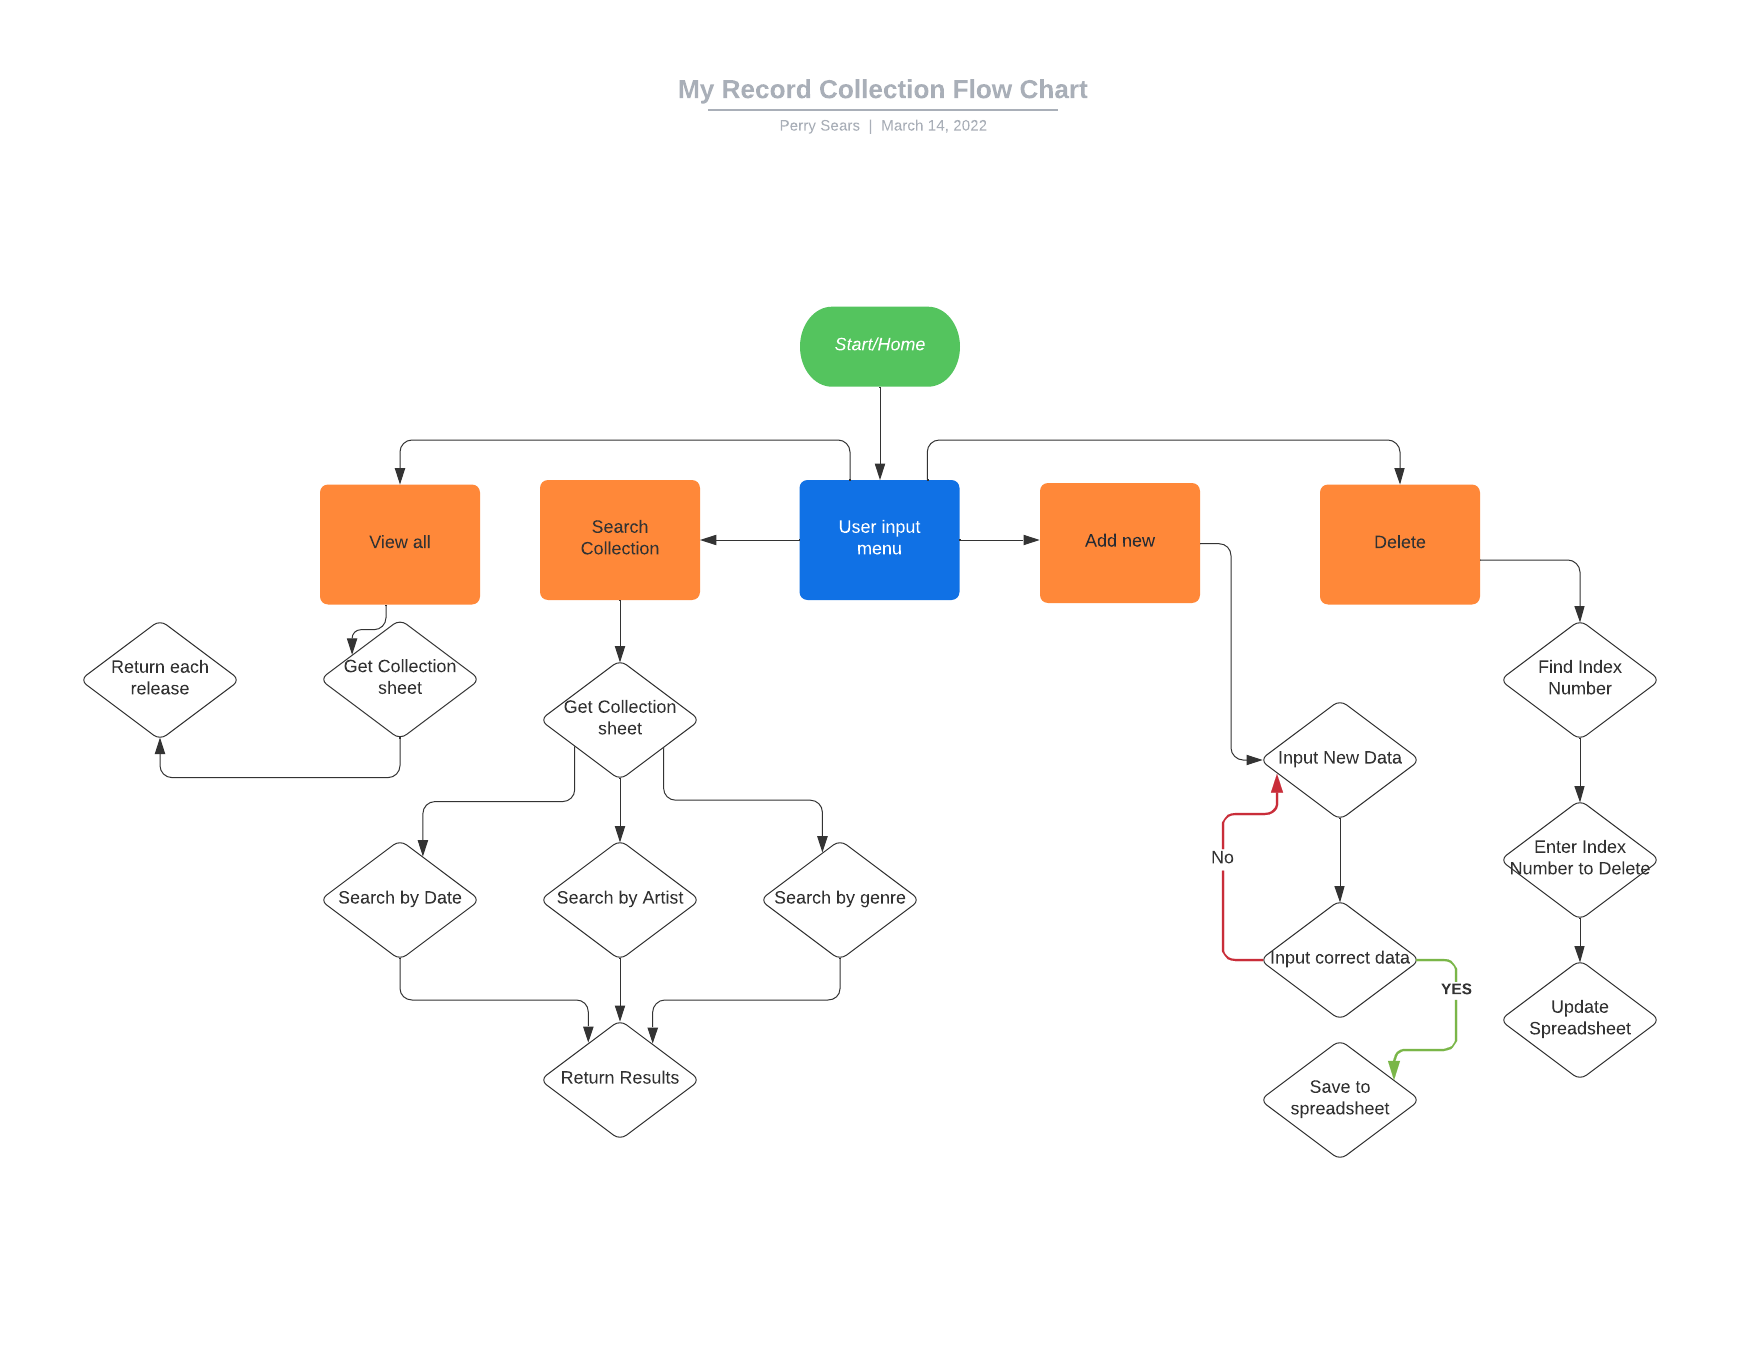 My Record Collection Flow Chart
Perry Sears | March 14, 2022
Start/Home
View all
Search
Collection
User input
menu
Add new
Delete
Return each
release
Get Collection
sheet
Get Collection
sheet
Find Index
Number
Input New Data
No
Enter Index
Number to Delete
Search by Date
Search by Artist
Search by genre
Input correct data
YES
Update
Spreadsheet
Return Results
Save to
spreadsheet